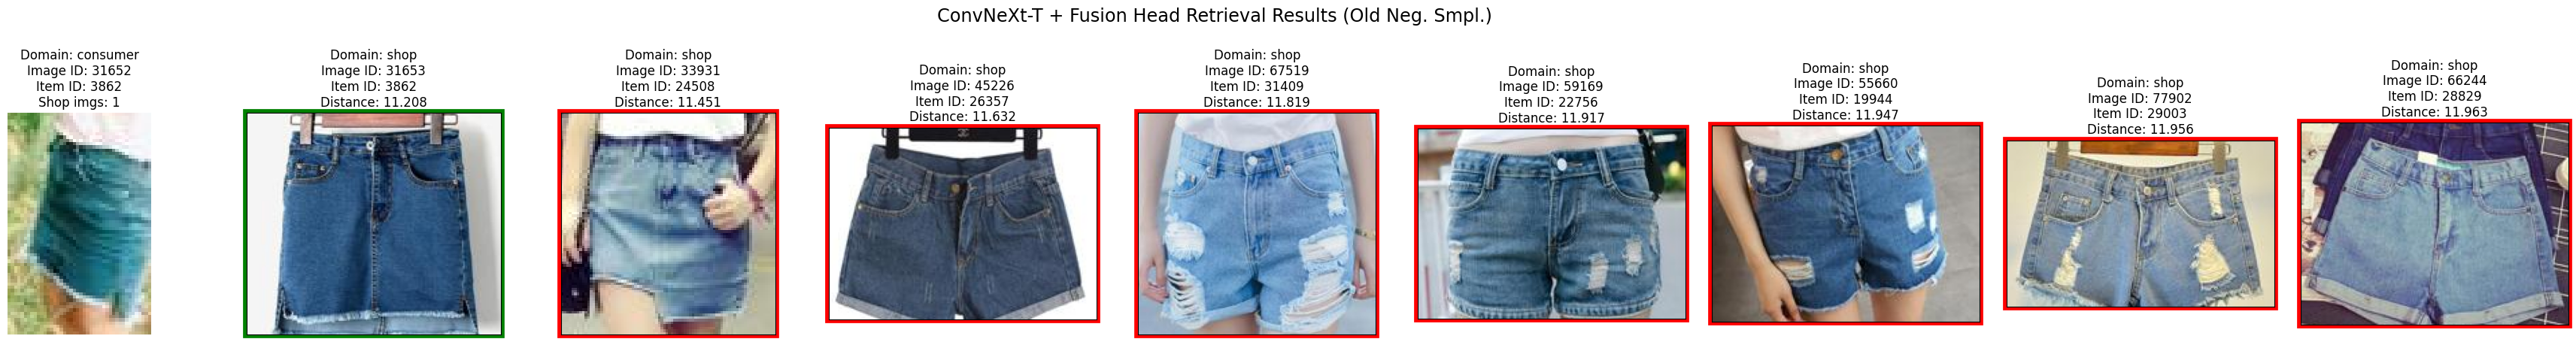 ConvNeXt-T + Fusion Head Retrieval Results (Old Neg. Smpl.)
Domain: consumer
Image ID: 31652
Item ID: 3862
Shop imgs: 1
Domain: shop
Image ID: 31653
Item ID: 3862
Distance: 11.208
Domain: shop
Image ID: 33931
Item ID: 24508
Distance: 11.451
Domain: shop
Image ID: 45226
Item ID: 26357
Distance: 11.632
Domain: shop
Image ID: 67519
Item ID: 31409
Distance: 11.819
Domain: shop
Image ID: 59169
Item ID: 22756
Distance: 11.917
Domain: shop
Image ID: 55660
Item ID: 19944
Distance: 11.947
Domain: shop
Image ID: 77902
Item ID: 29003
Distance: 11.956
Domain: shop
Image ID: 66244
Item ID: 28829
Distance: 11.963